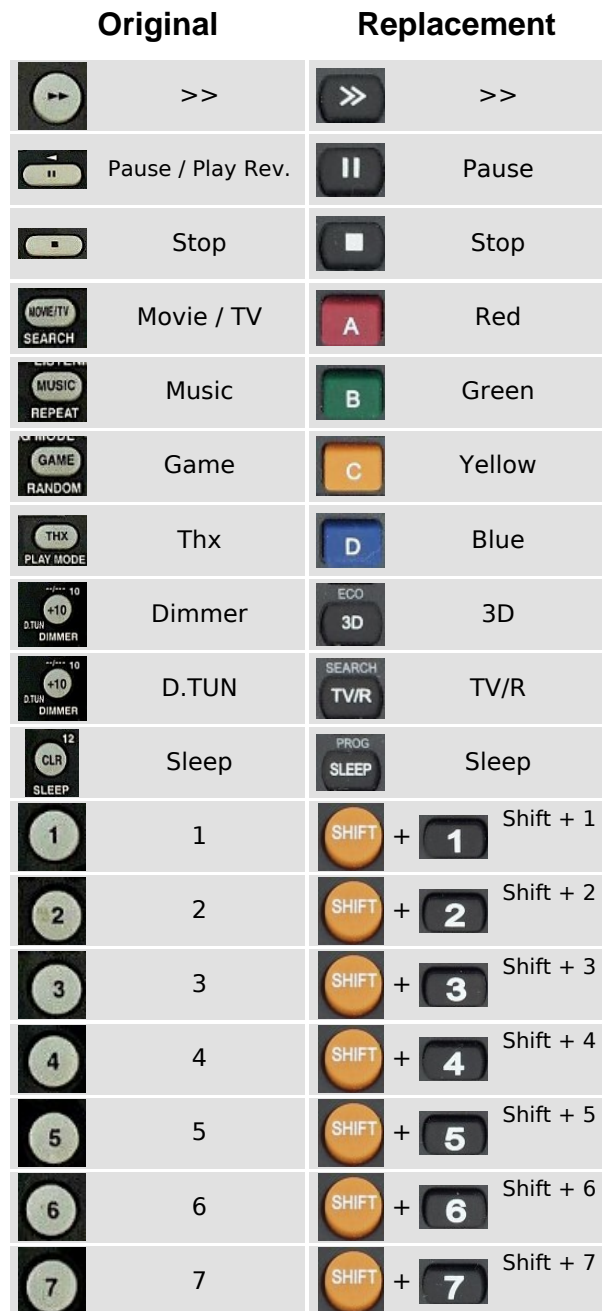 Original Replacement
>> >>
Pause / Play Rev. Pause
Stop Stop
MOVIE/TV
SEARCH
Movie / TV
A
Red
MUSIC
REPEAT
Music
B
Green
GAME
RANDOM
Game
C
Yellow
THX
PLAY MODE
Thx
D
Blue
--/--- 10
+10
D.TUN
DIMMER
Dimmer
ECO
3D
3D
--/--- 10
+10
D.TUN
DIMMER
D.TUN
SEARCH
TV/R
TV/R
12
CLR
SLEEP
Sleep
PROG
SLEEP
Sleep
1 1 SHIFT + 1 Shift + 1
2 2 SHIFT + 2 Shift + 2
3 3 SHIFT + 3 Shift + 3
4 4 SHIFT + 4 Shift + 4
5 5 SHIFT + 5 Shift + 5
6 6 SHIFT + 6 Shift + 6
7 7 SHIFT + 7 Shift + 7